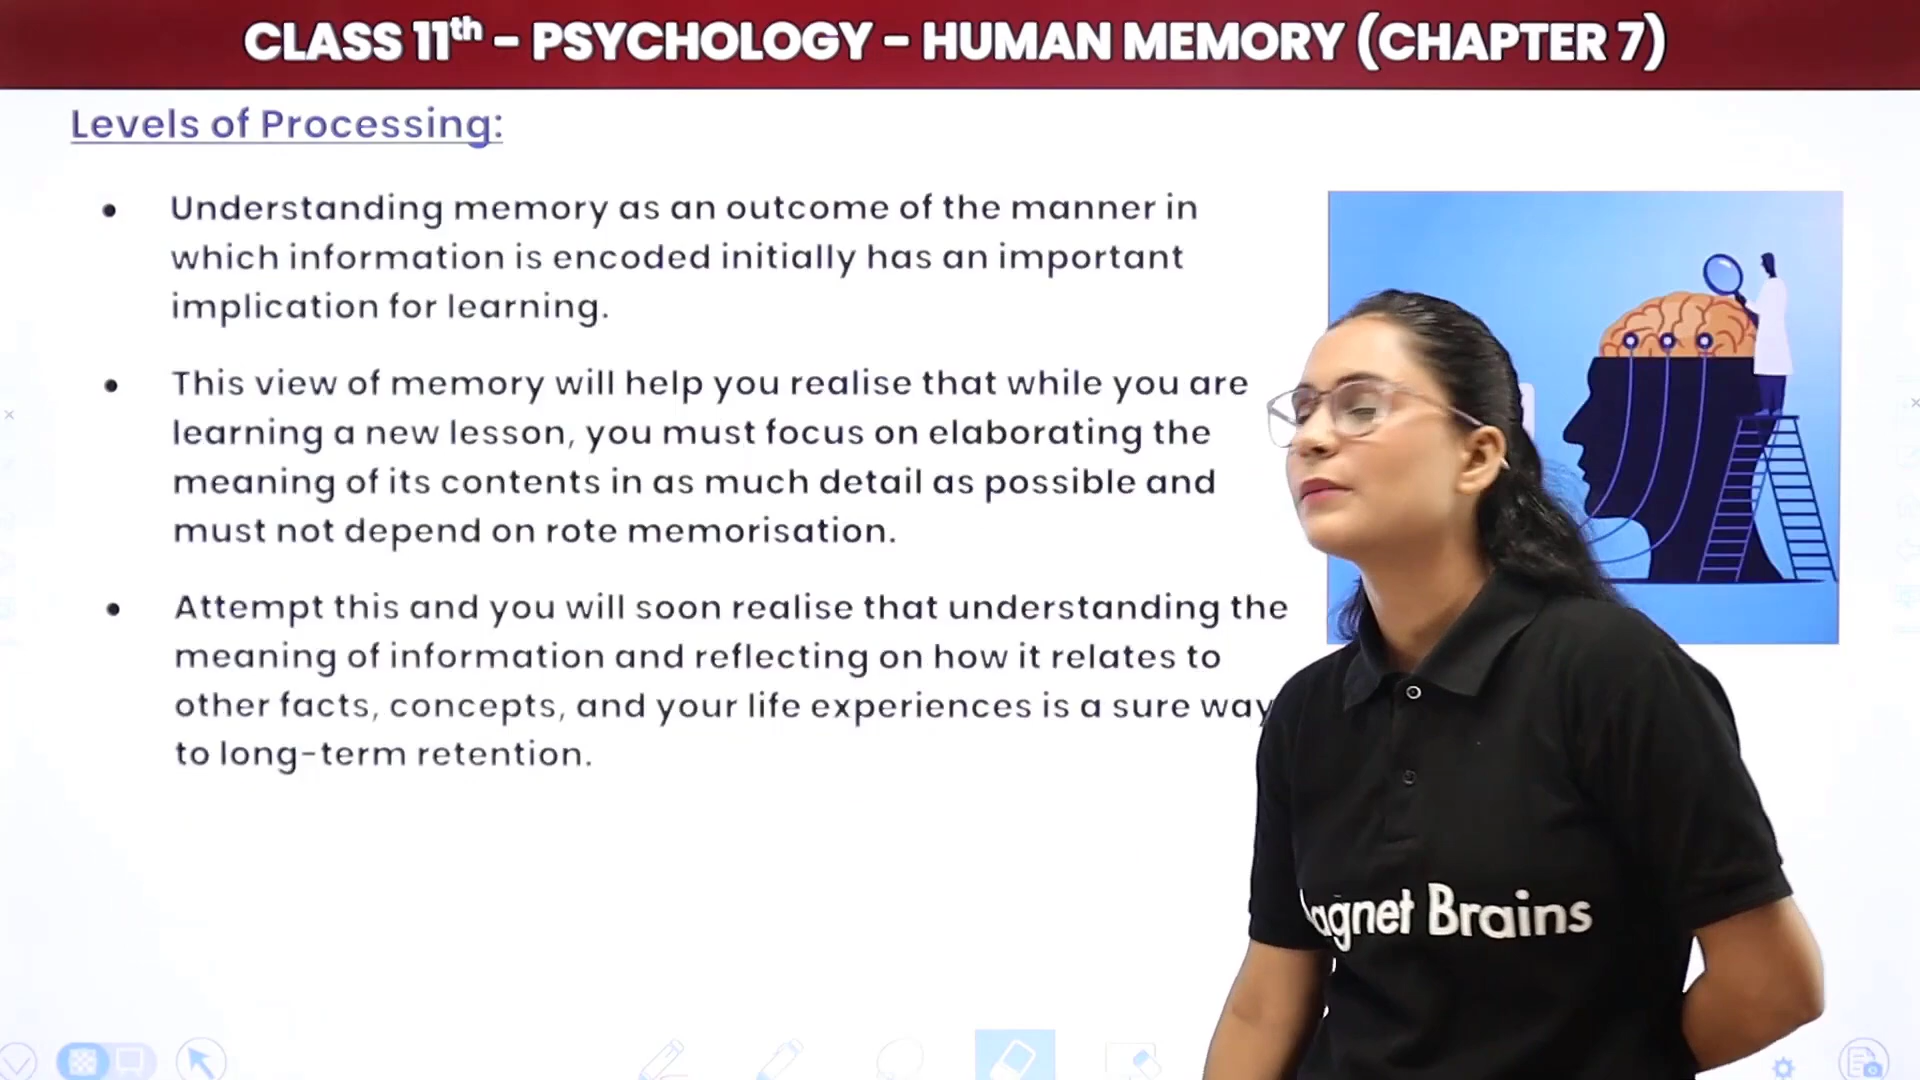 CLASS 11th - PSYCHOLOGY - HUMAN MEMORY (CHAPTER 7)
Levels of Processing:
• Understanding memory as an outcome of the manner in
which information is encoded initially has an important
implication for learning.
• This view of memory will help you realise that while you are
learning a new lesson, you must focus on elaborating the
meaning of its contents in as much detail as possible and
must not depend on rote memorisation.
• Attempt this and you will soon realise that understanding the
meaning of information and reflecting on how it relates to
other facts, concepts, and your life experiences is a sure way
to long-term retention.
agnet Brains